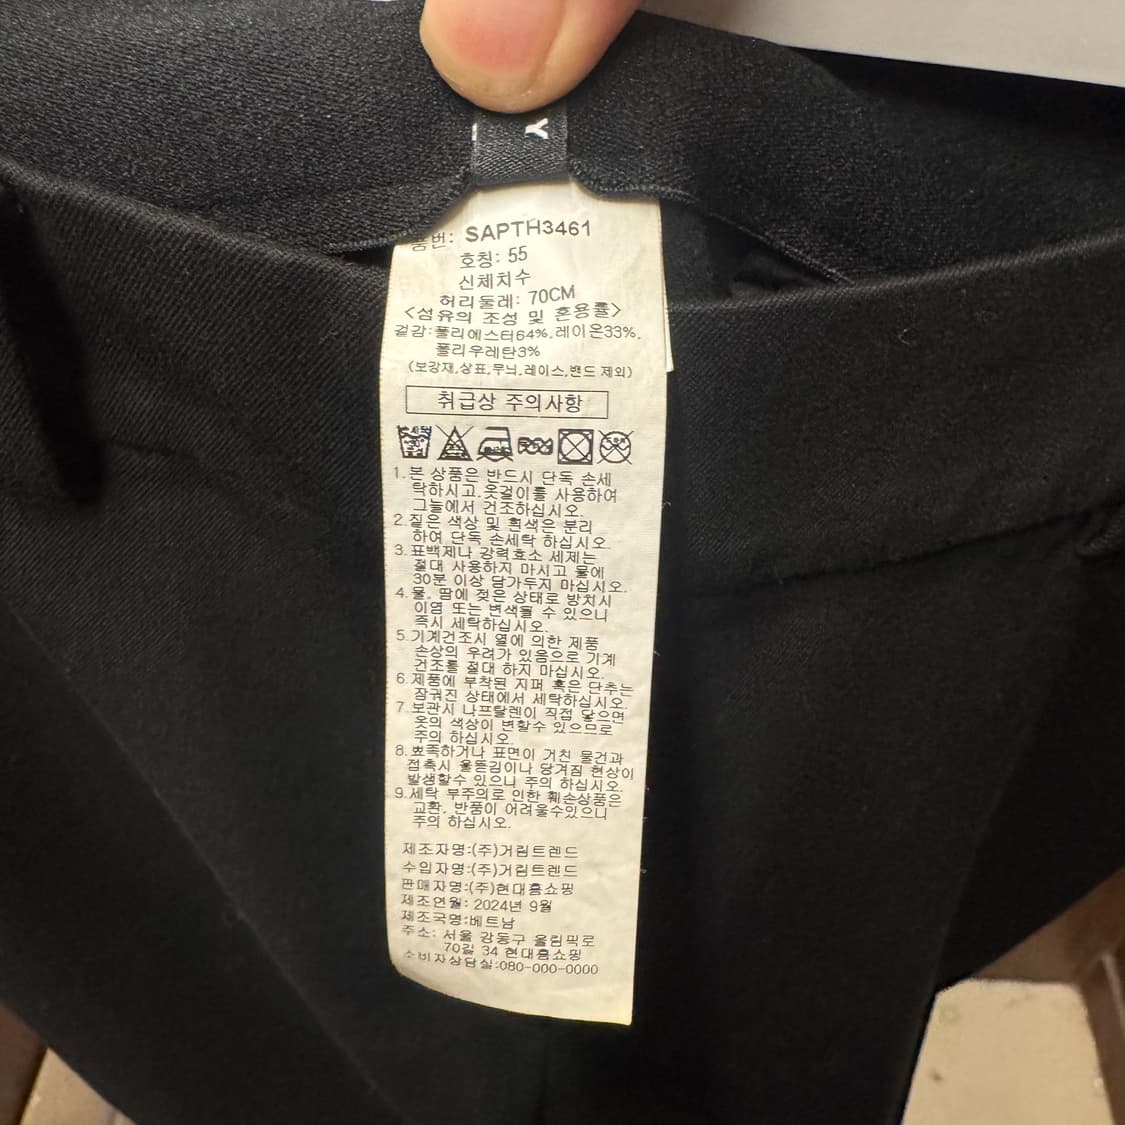 Y
품번: SAPTH3461
호칭: 55
신체치수
허리둘레: 70CM
<섬유의 조성 및 혼용률>
겉감:폴리에스터64%,레이온33%,
폴리우레탄3%
(보강재,상표,무늬,레이스,밴드 제외)
취급상 주의사항
1.본 상품은 반드시 단독 손세
탁하시고,옷걸이를 사용하여
그늘에서 건조하십시오.
2.짙은 색상 및 흰색은 분리
하여 단독 손세탁 하십시오.
3.표백제나 강력효소 세제는
절대 사용하지 마시고 물에
30분 이상 담가두지 마십시오.
4.물, 땀에 젖은 상태로 방치시
이염 또는 변색될 수 있으니
즉시 세탁하십시오.
5.기계건조시 열에 의한 제품
손상의 우려가 있음으로 기계
건조를 절대 하지 마십시오.
6.제품에 부착된 지퍼 혹은 단추는
잠궈진 상태에서 세탁하십시오.
7.보관시 나프탈렌이 직접 닿으면
옷의 색상이 변할수 있으므로
주의 하십시오.
8.뾰족하거나 표면이 거친 물건과
접촉시 올뜯김이나 당겨짐 현상이
발생할수 있으니 주의 하십시오.
9.세탁 부주의로 인한 훼손상품은
교환, 반품이 어려울수있으니
주의 하십시오.
제조자명:(주)거림트렌드
수입자명:(주)거림트렌드
판매자명:(주)현대홈쇼핑
제조연월: 2024년 9월
제조국명:베트남
주소: 서울 강동구 올림픽로
70길 34 현대홈쇼핑
소비자상담실:080-000-0000